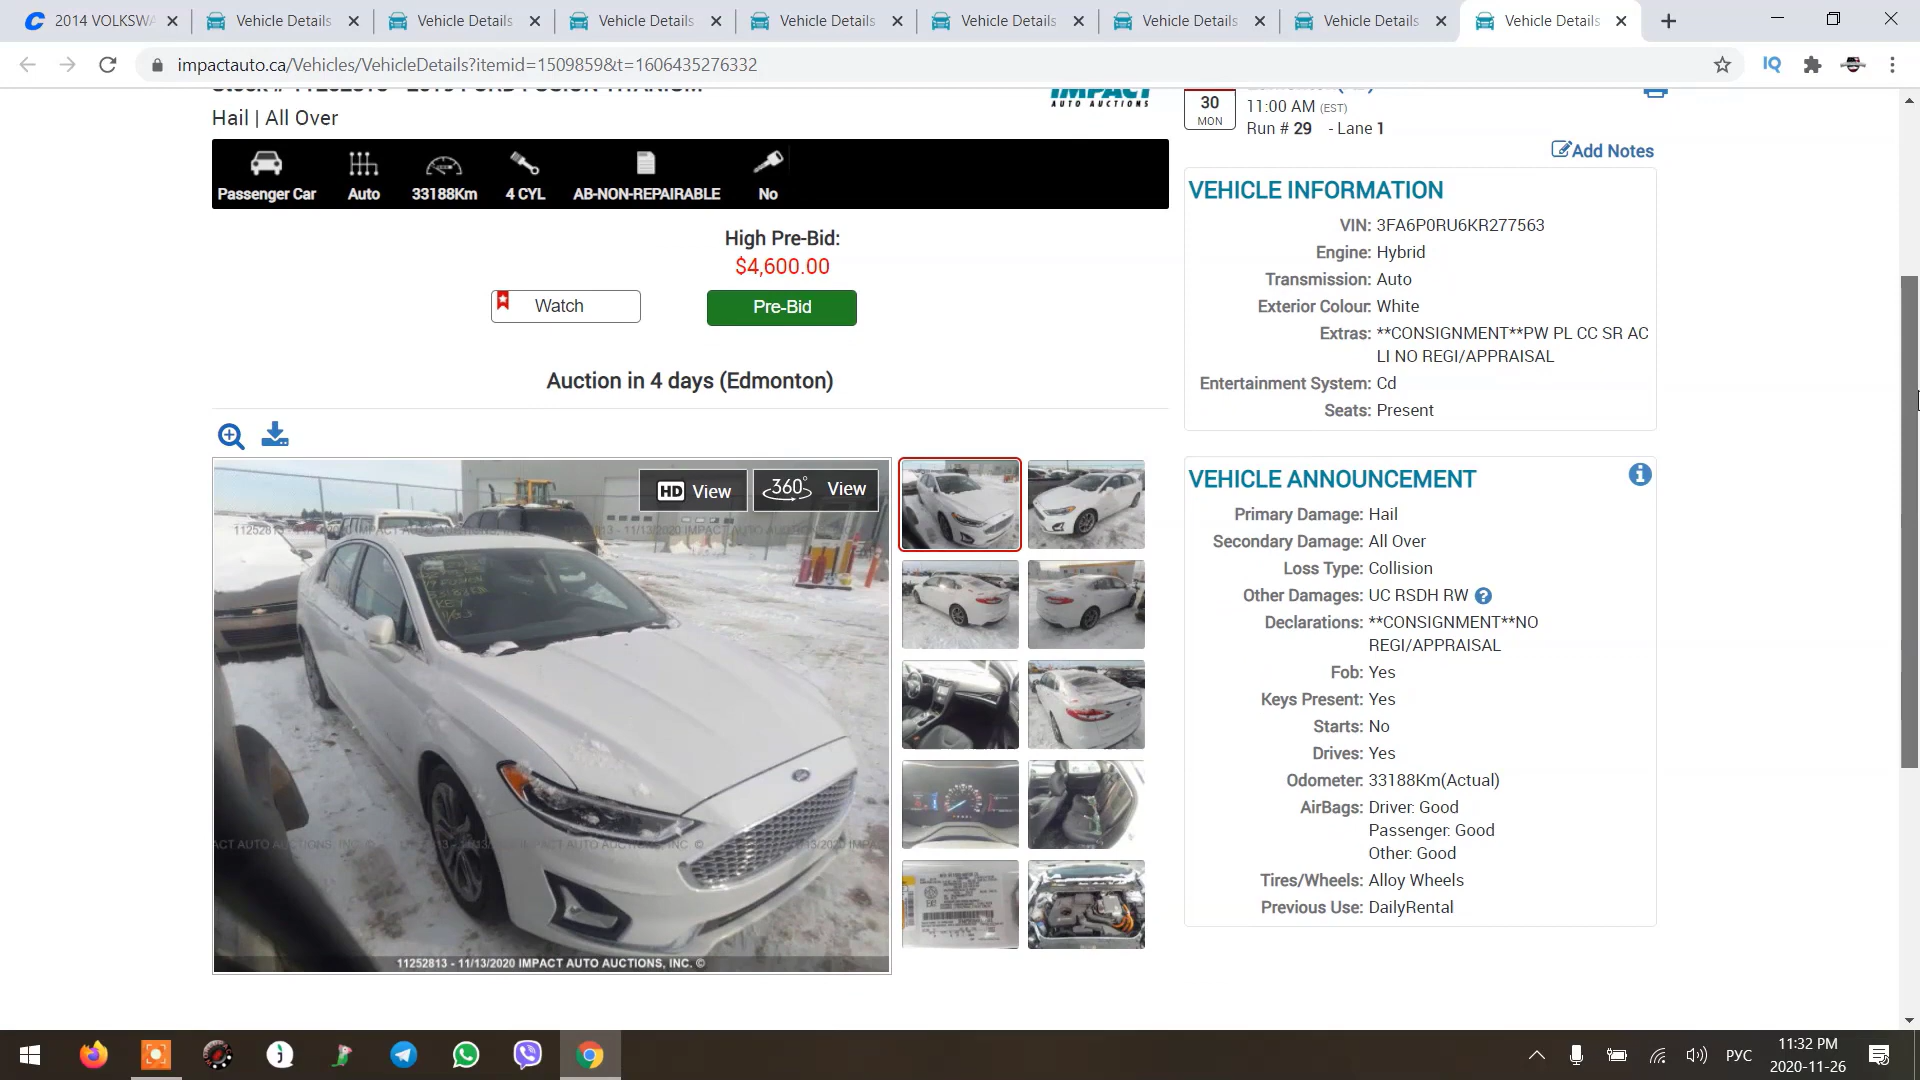 2014 VOLKSWA
Vehicle Details
Vehicle Details
Vehicle Details
Vehicle Details
Vehicle Details
Vehicle Details
Vehicle Details
Vehicle Details
impactauto.ca/Vehicles/VehicleDetails?itemid=1509859&t=1606435276332
IQ
Hail | All Over
IMPACT
AUTO AUCTIONS
Passenger Car
Auto
33188Km
4 CYL
AB-NON-REPAIRABLE
No
High Pre-Bid:
$4,600.00
Watch
Pre-Bid
Auction in 4 days (Edmonton)
HD View
360° View
11252813 - 11/13/2020 IMPACT AUTO AUCTIONS, INC. ©
30
MON
11:00 AM (EST)
Run # 29 - Lane 1
Add Notes
VEHICLE INFORMATION
VIN: 3FA6P0RU6KR277563
Engine: Hybrid
Transmission: Auto
Exterior Colour: White
Extras: **CONSIGNMENT**PW PL CC SR AC
LI NO REGI/APPRAISAL
Entertainment System: Cd
Seats: Present
VEHICLE ANNOUNCEMENT
Primary Damage: Hail
Secondary Damage: All Over
Loss Type: Collision
Other Damages: UC RSDH RW
Declarations: **CONSIGNMENT**NO
REGI/APPRAISAL
Fob: Yes
Keys Present: Yes
Starts: No
Drives: Yes
Odometer: 33188Km(Actual)
AirBags: Driver: Good
Passenger: Good
Other: Good
Tires/Wheels: Alloy Wheels
Previous Use: DailyRental
РУС
11:32 PM
2020-11-26